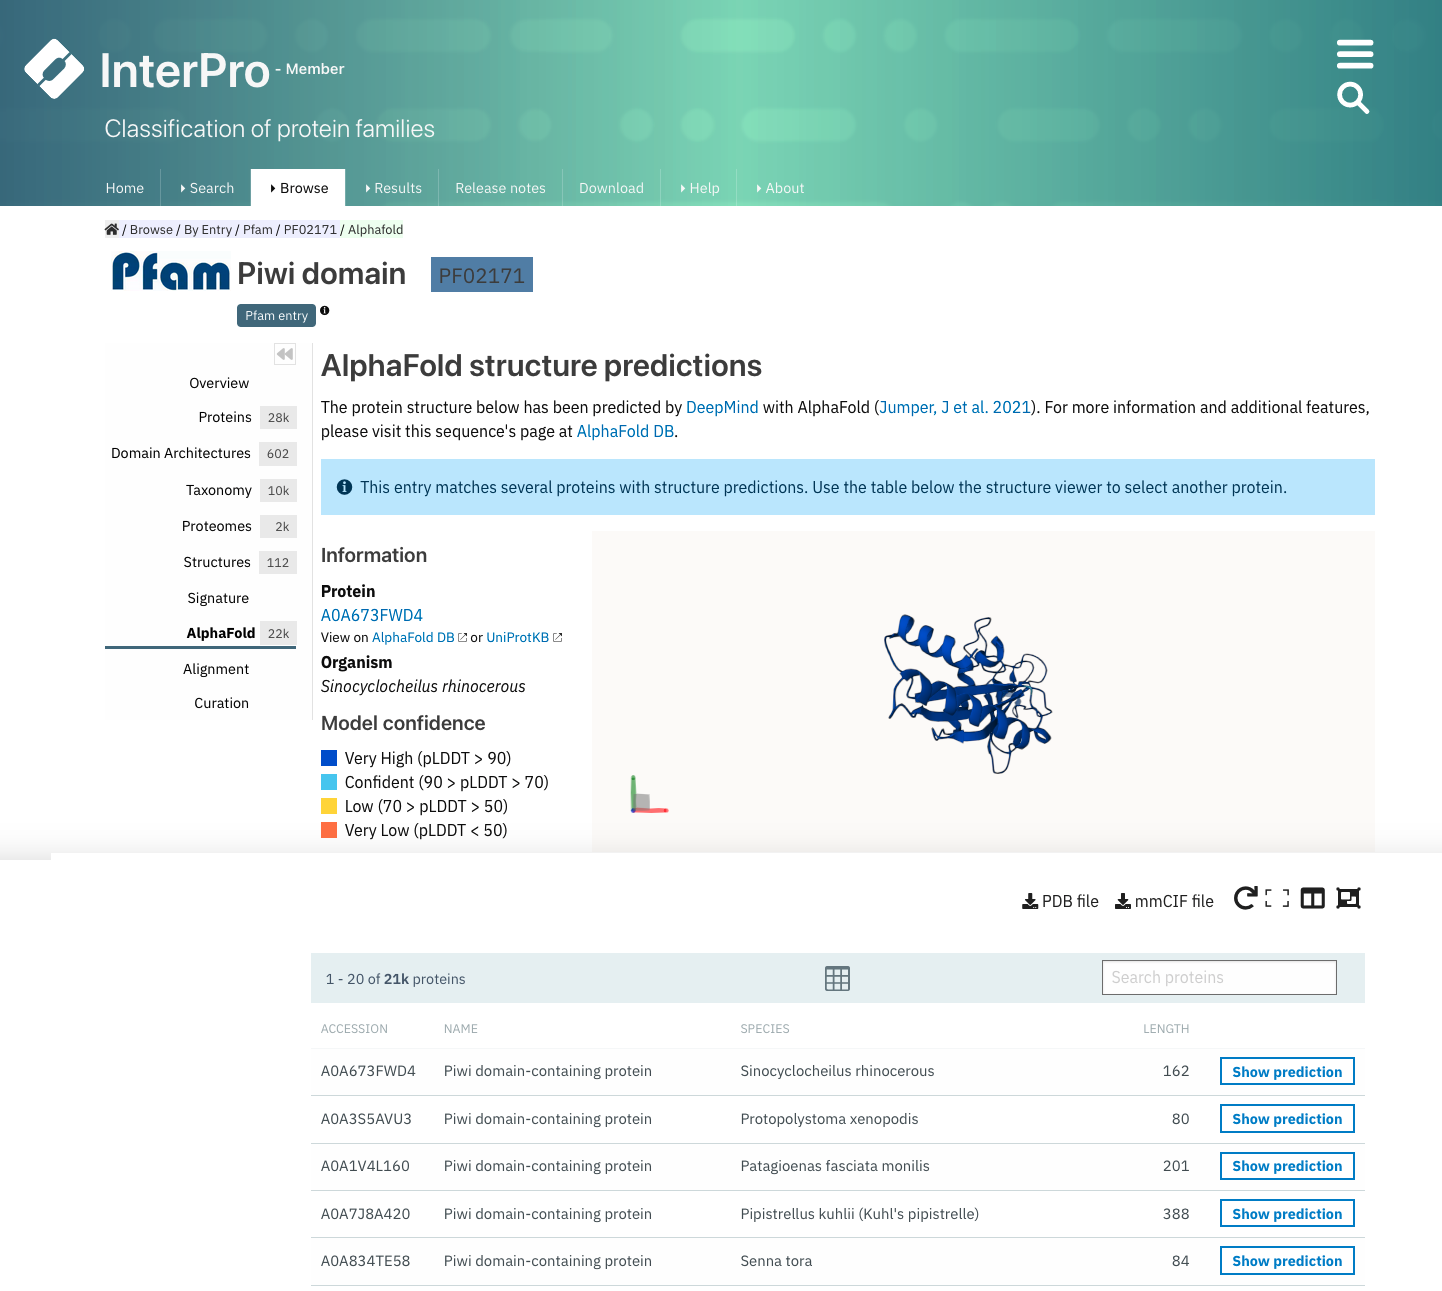 InterPro - Member
Classification of protein families
Home Search Browse Results Release notes Download Help About
/ Browse / By Entry / Pfam / PF02171 / Alphafold
Pfam Piwi domain PF02171
Pfam entry
Overview
Proteins 28k
Domain Architectures 602
Taxonomy 10k
Proteomes 2k
Structures 112
Signature
AlphaFold 22k
Alignment
Curation
AlphaFold structure predictions
The protein structure below has been predicted by DeepMind with AlphaFold (Jumper, J et al. 2021). For more information and additional features,
please visit this sequence's page at AlphaFold DB.
This entry matches several proteins with structure predictions. Use the table below the structure viewer to select another protein.
Information
Protein
A0A673FWD4
View on AlphaFold DB or UniProtKB
Organism
Sinocyclocheilus rhinocerous
Model confidence
Very High (pLDDT > 90)
Confident (90 > pLDDT > 70)
Low (70 > pLDDT > 50)
Very Low (pLDDT < 50)
PDB file mmCIF file
1 - 20 of 21k proteins Search proteins
ACCESSION NAME SPECIES LENGTH
A0A673FWD4 Piwi domain-containing protein Sinocyclocheilus rhinocerous 162 Show prediction
A0A3S5AVU3 Piwi domain-containing protein Protopolystoma xenopodis 80 Show prediction
A0A1V4L160 Piwi domain-containing protein Patagioenas fasciata monilis 201 Show prediction
A0A7J8A420 Piwi domain-containing protein Pipistrellus kuhlii (Kuhl's pipistrelle) 388 Show prediction
A0A834TE58 Piwi domain-containing protein Senna tora 84 Show prediction